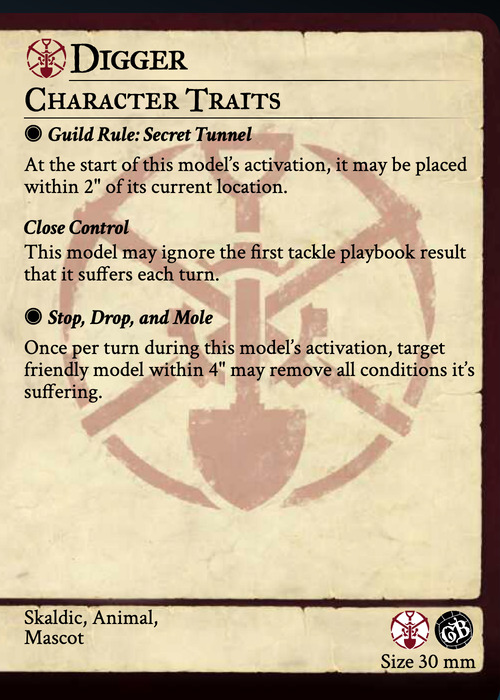 Digger
Character Traits
Guild Rule: Secret Tunnel
At the start of this model's activation, it may be placed
within 2" of its current location.
Close Control
This model may ignore the first tackle playbook result
that it suffers each turn.
Stop, Drop, and Mole
Once per turn during this model's activation, target
friendly model within 4" may remove all conditions it's
suffering.
Skaldic, Animal,
Mascot
GB
Size 30 mm